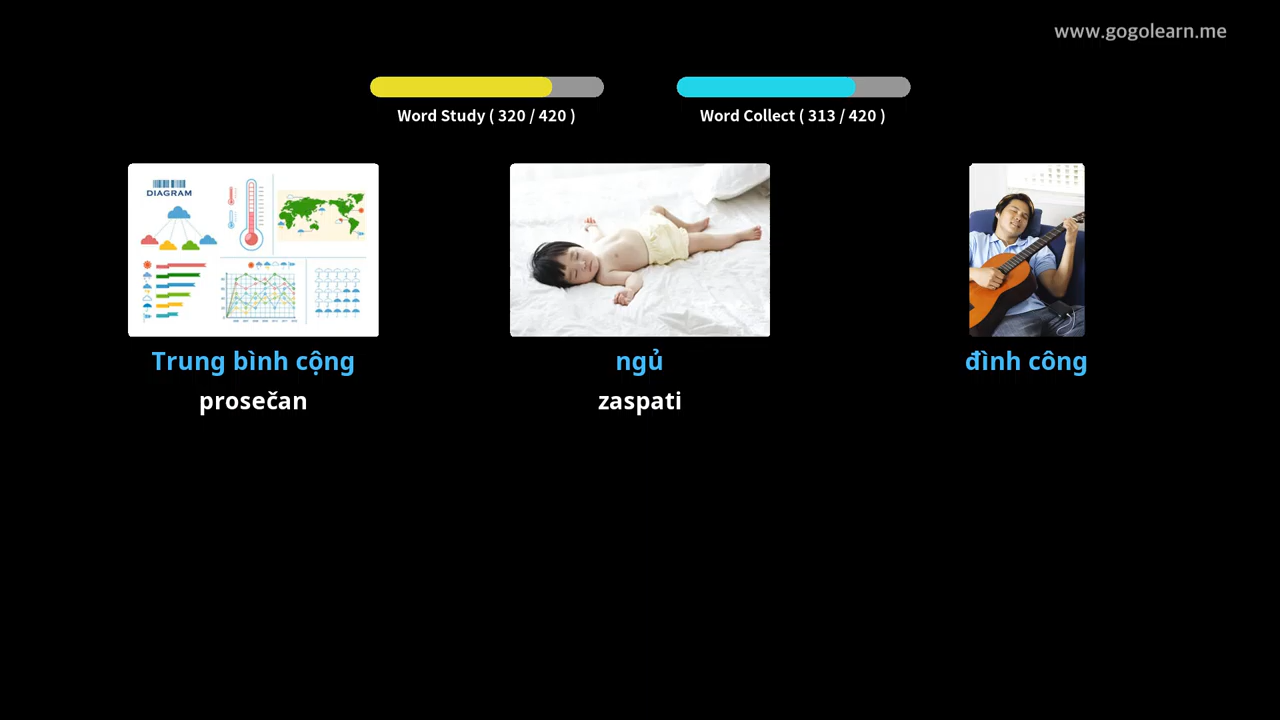 www.gogolearn.me
Word Study ( 320 / 420 )
Word Collect ( 313 / 420 )
DIAGRAM
Trung bình cộng
ngủ
đình công
prosečan
zaspati